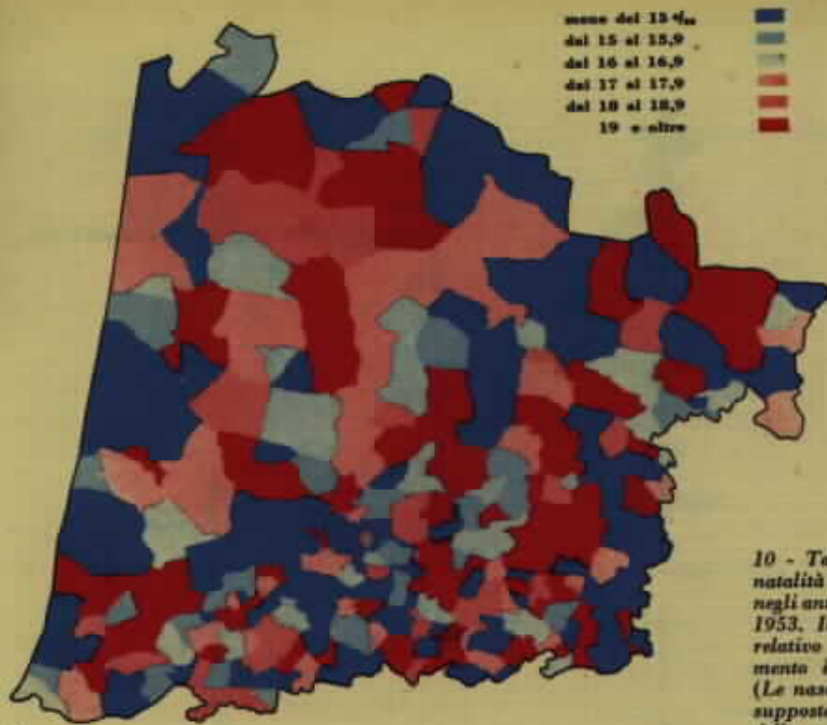 meno del 15 ‰
dal 15 al 15,9
dal 16 al 16,9
dal 17 al 17,9
dal 18 al 18,9
19 e oltre
10 - Ta
natalità
negli ann
1953. I
relativo
mento i
(Le nasc
supposto